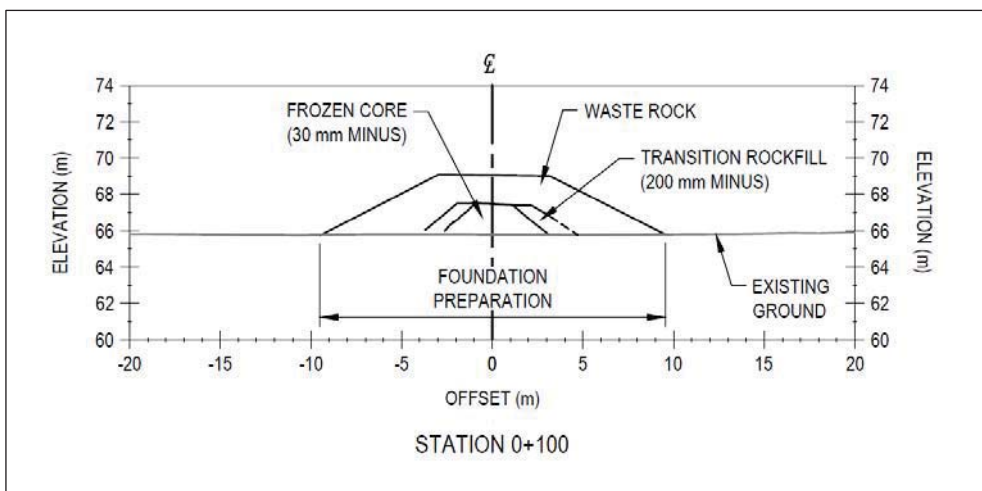 ℄
74
72
70
68
66
64
62
60
ELEVATION (m)
FROZEN CORE
(30 mm MINUS)
WASTE ROCK
TRANSITION ROCKFILL
(200 mm MINUS)
FOUNDATION
PREPARATION
EXISTING
GROUND
74
72
70
68
66
64
62
60
ELEVATION (m)
-20
-15
-10
-5
0
5
10
15
20
OFFSET (m)
STATION 0+100